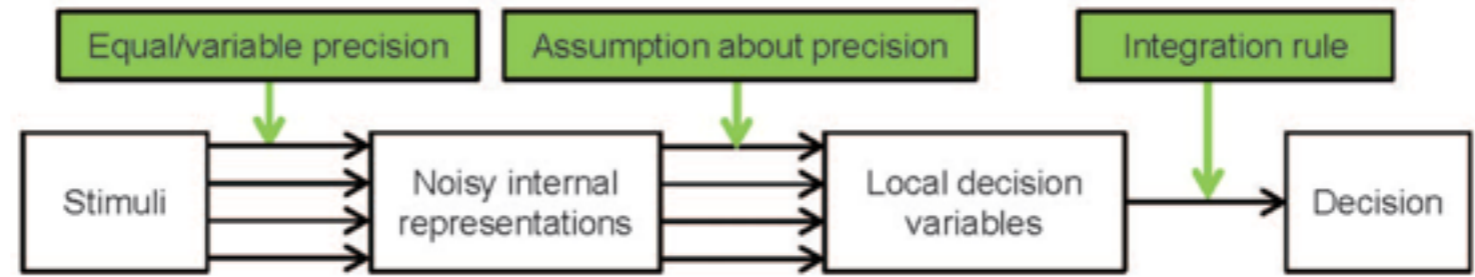 Equal/variable precision
Assumption about precision
Integration rule
Stimuli
Noisy internal
representations
Local decision
variables
Decision